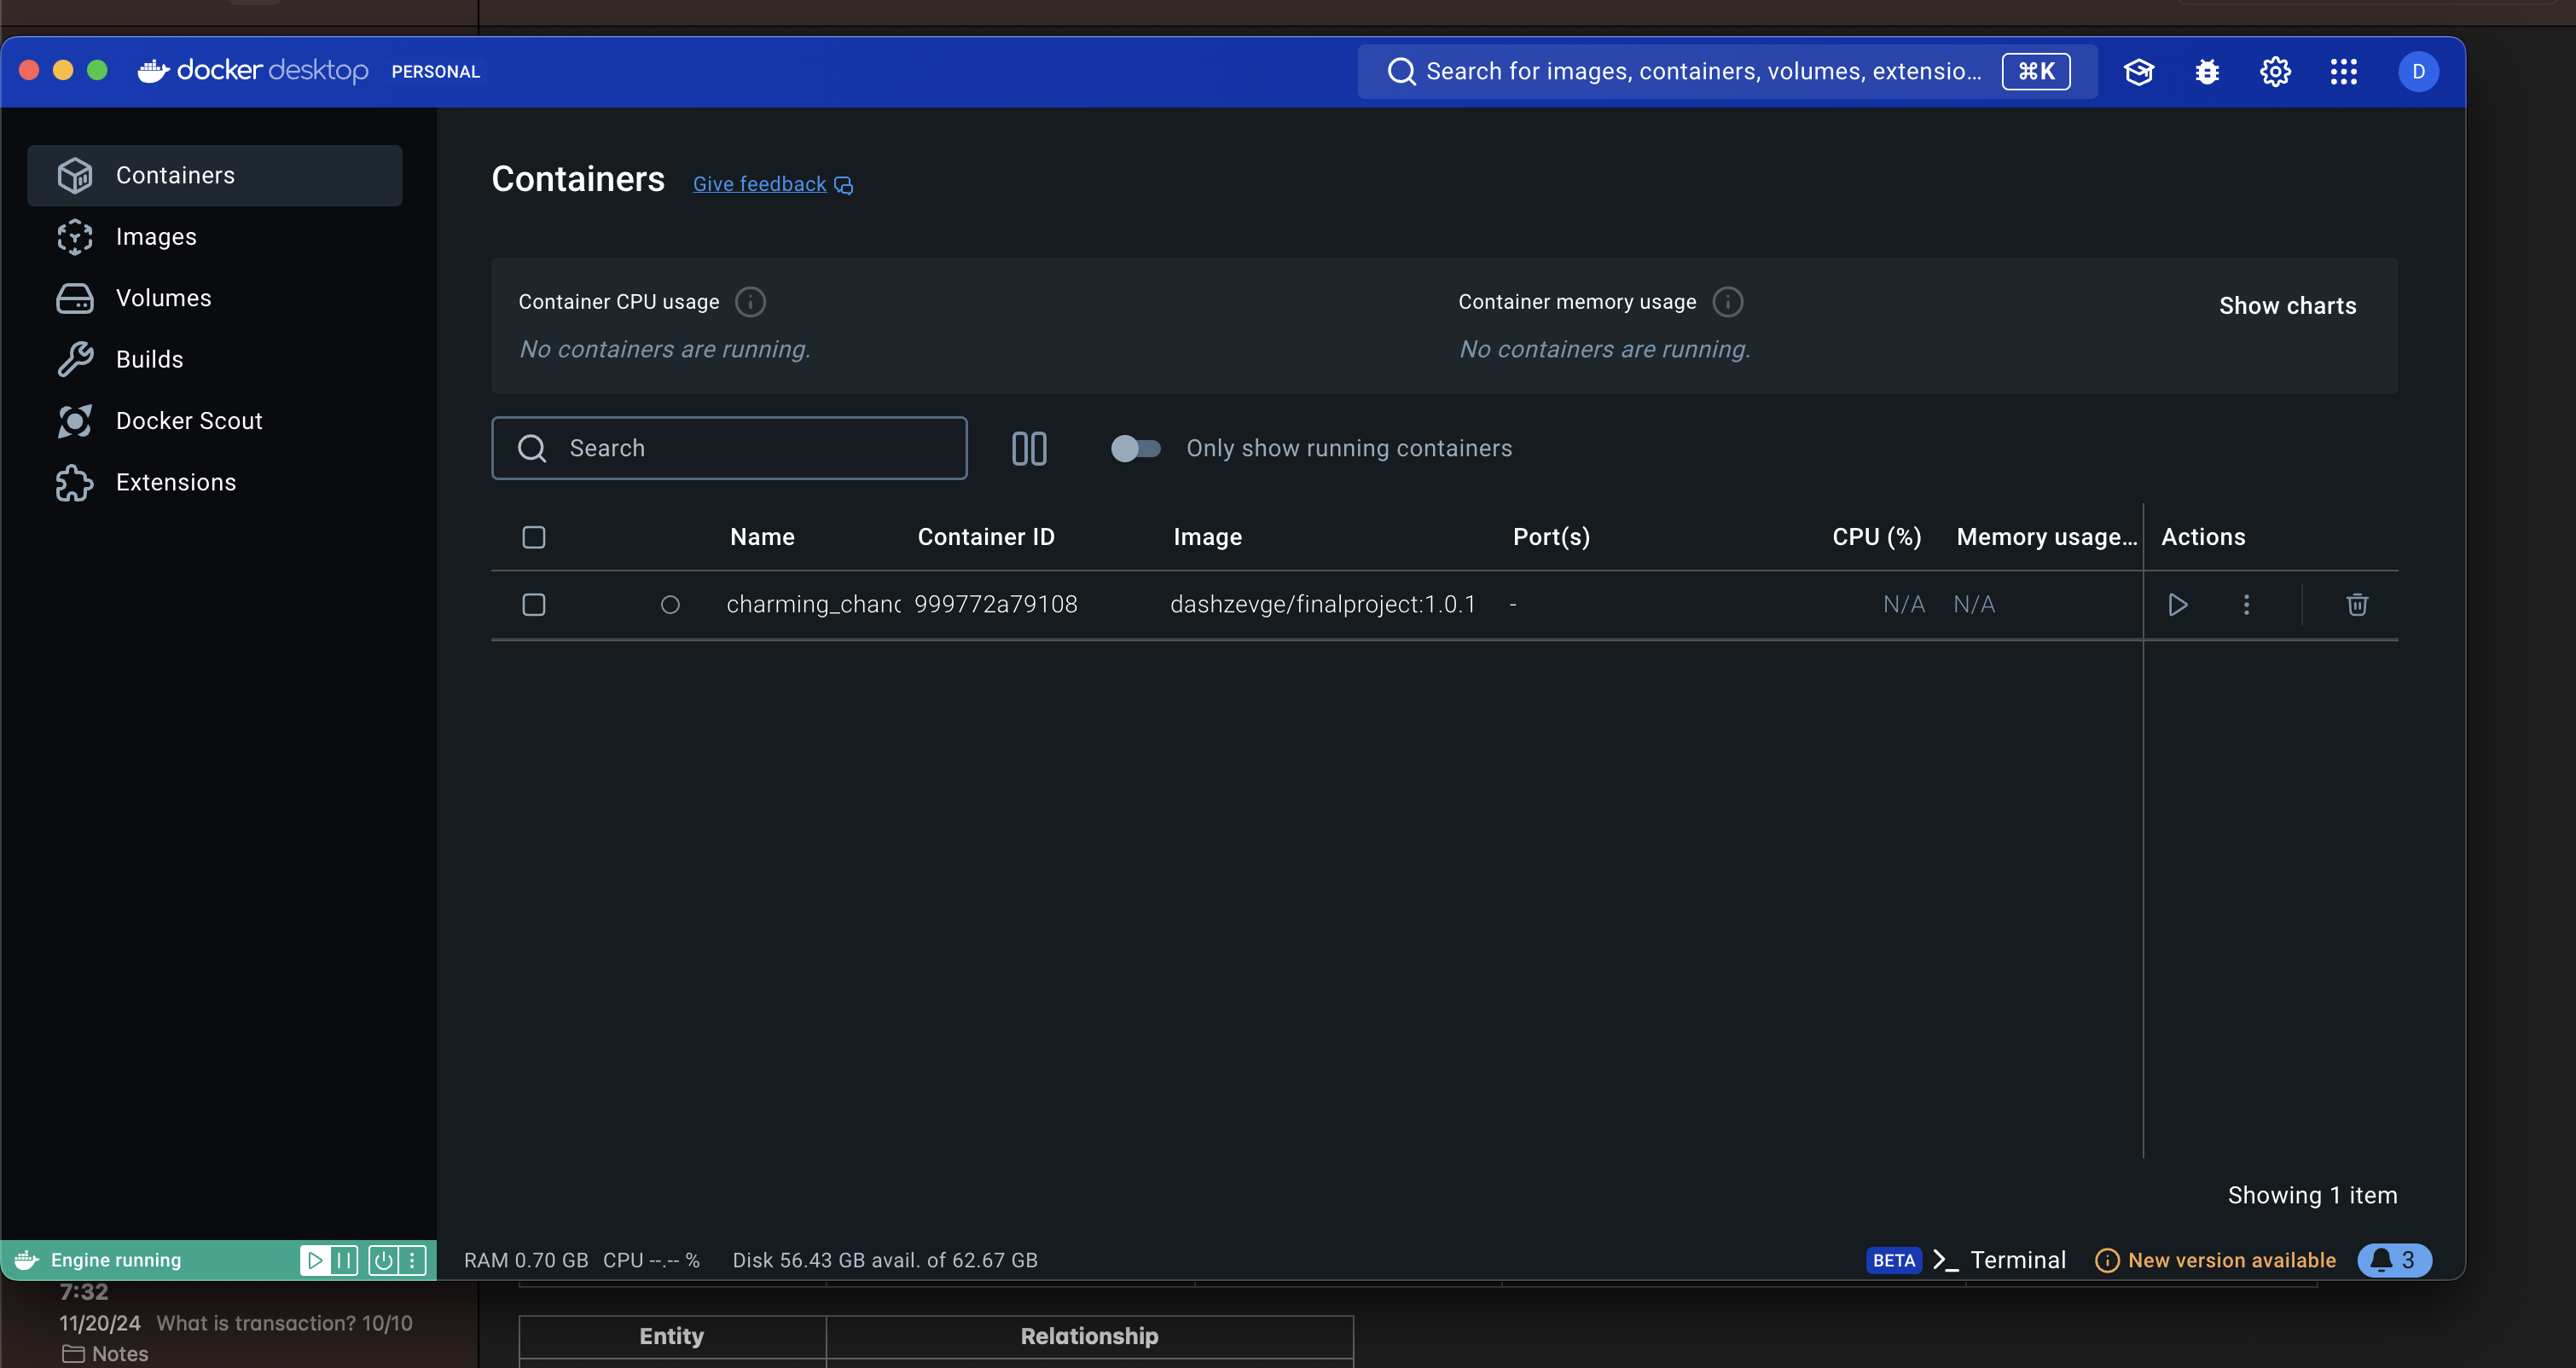 docker desktop PERSONAL
Search for images, containers, volumes, extensio... ⌘K
D
Containers
Images
Volumes
Builds
Docker Scout
Extensions
Containers Give feedback
Container CPU usage
No containers are running.
Container memory usage
No containers are running.
Show charts
Search
Only show running containers
Name Container ID Image Port(s) CPU (%) Memory usage... Actions
charming_chanc 999772a79108 dashzevge/finalproject:1.0.1 - N/A N/A
Showing 1 item
Engine running
RAM 0.70 GB CPU --.-- % Disk 56.43 GB avail. of 62.67 GB
BETA Terminal New version available 3
7:32
11/20/24 What is transaction? 10/10
Notes
Entity Relationship